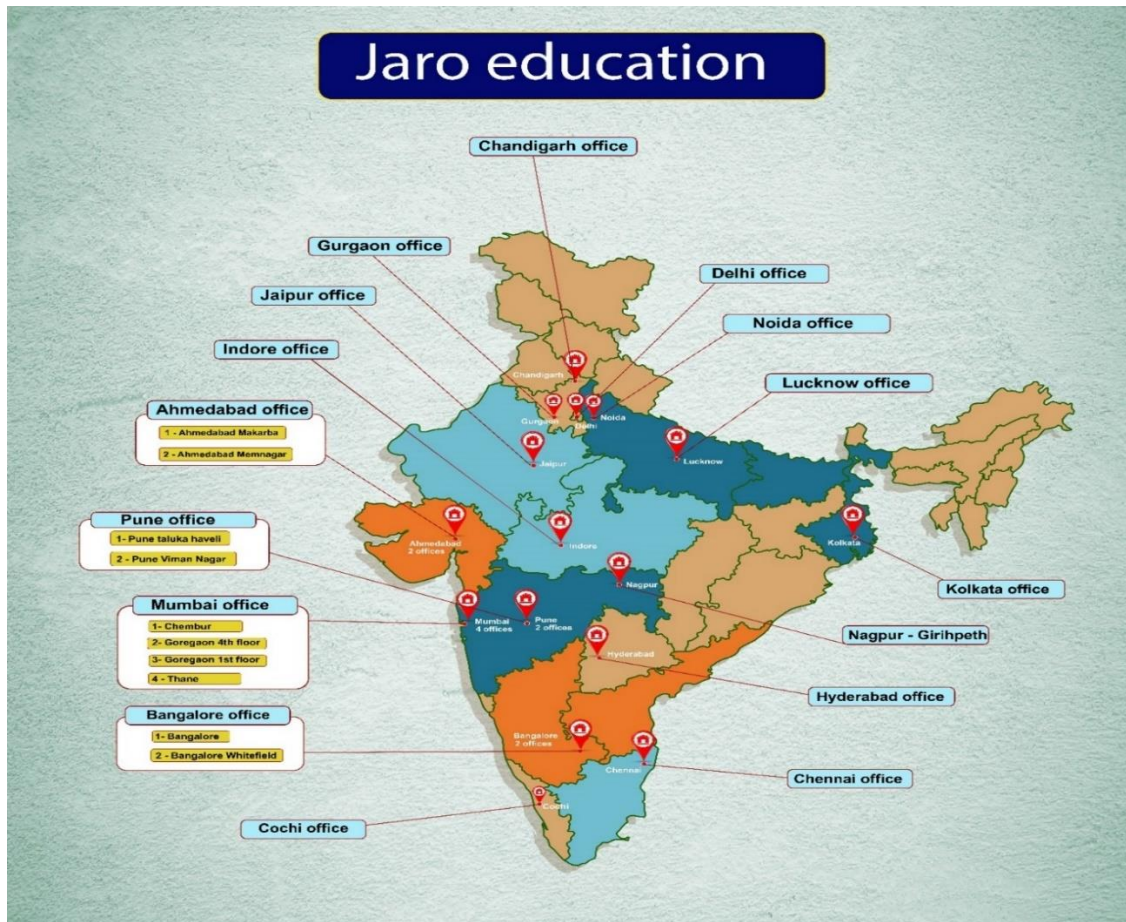 Jaro education
Chandigarh office
Gurgaon office
Delhi office
Jaipur office
Noida office
Indore office
Lucknow office
Ahmedabad office
1 - Ahmedabad Makarba
2 - Ahmedabad Memnagar
Pune office
1- Pune taluka haveli
2 - Pune Viman Nagar
Mumbai office
1- Chembur
2- Goregaon 4th floor
3- Goregaon 1st floor
4 - Thane
Bangalore office
1- Bangalore
2 - Bangalore Whitefield
Cochi office
Kolkata office
Nagpur - Girihpeth
Hyderabad office
Chennai office
Chandigarh
Gurgaon
Delhi
Noida
Jaipur
Lucknow
Ahmedabad
2 offices
Indore
Kolkata
Nagpur
Mumbai
4 offices
Pune
2 offices
Hyderabad
Bangalore
2 offices
Chennai
Cochi